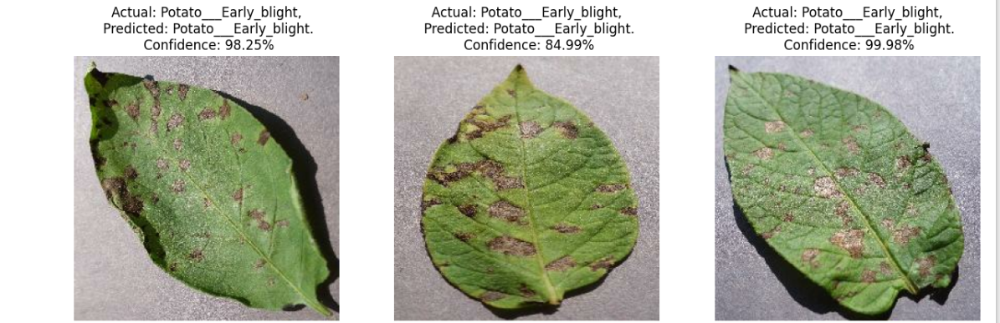 Actual: Potato___Early_blight,
Predicted: Potato___Early_blight.
Confidence: 98.25%
Actual: Potato___Early_blight,
Predicted: Potato___Early_blight.
Confidence: 84.99%
Actual: Potato___Early_blight,
Predicted: Potato___Early_blight.
Confidence: 99.98%